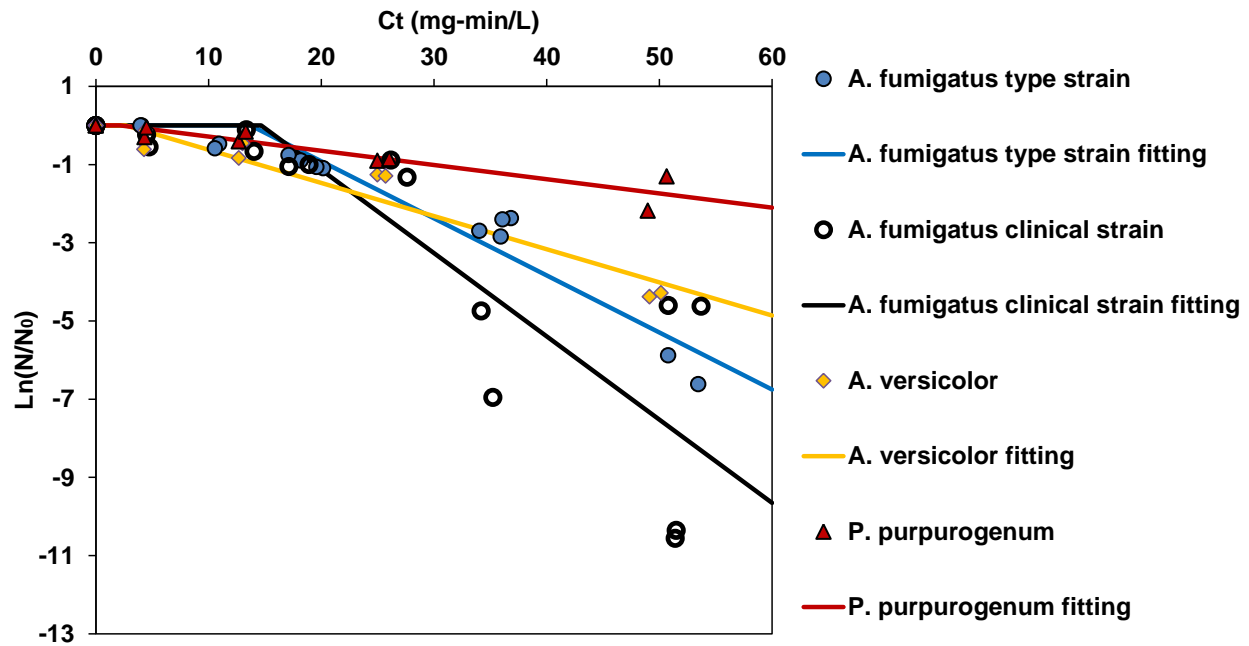 Ct (mg-min/L)
0 10 20 30 40 50 60
1
-1
-3
-5
-7
-9
-11
-13
Ln(N/N₀)
A. fumigatus type strain
A. fumigatus type strain fitting
A. fumigatus clinical strain
A. fumigatus clinical strain fitting
A. versicolor
A. versicolor fitting
P. purpurogenum
P. purpurogenum fitting